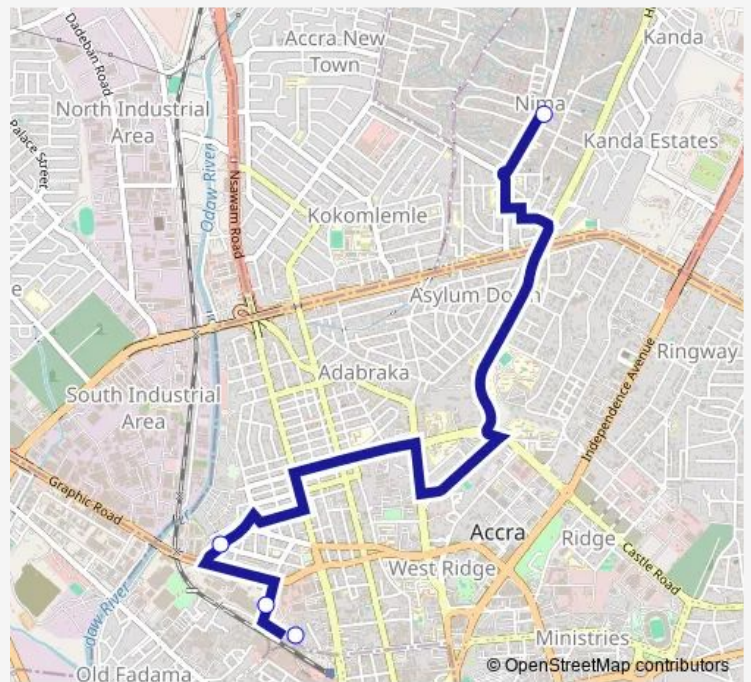 Dadeban Road
Accra New
Town
Kanda
North Industrial
Area
Nima
Palace Street
Odaw River
Kanda Estates
Nsawam Road
Kokomlemle
e
Asylum Do
n
Ringway
Adabraka
South Industrial
Area
Independence Avenue
Graphic Road
Accra
Ridge
Castle Road
West Ridge
daw River
Ministries
Old Fadama
© OpenStreetMap contributors